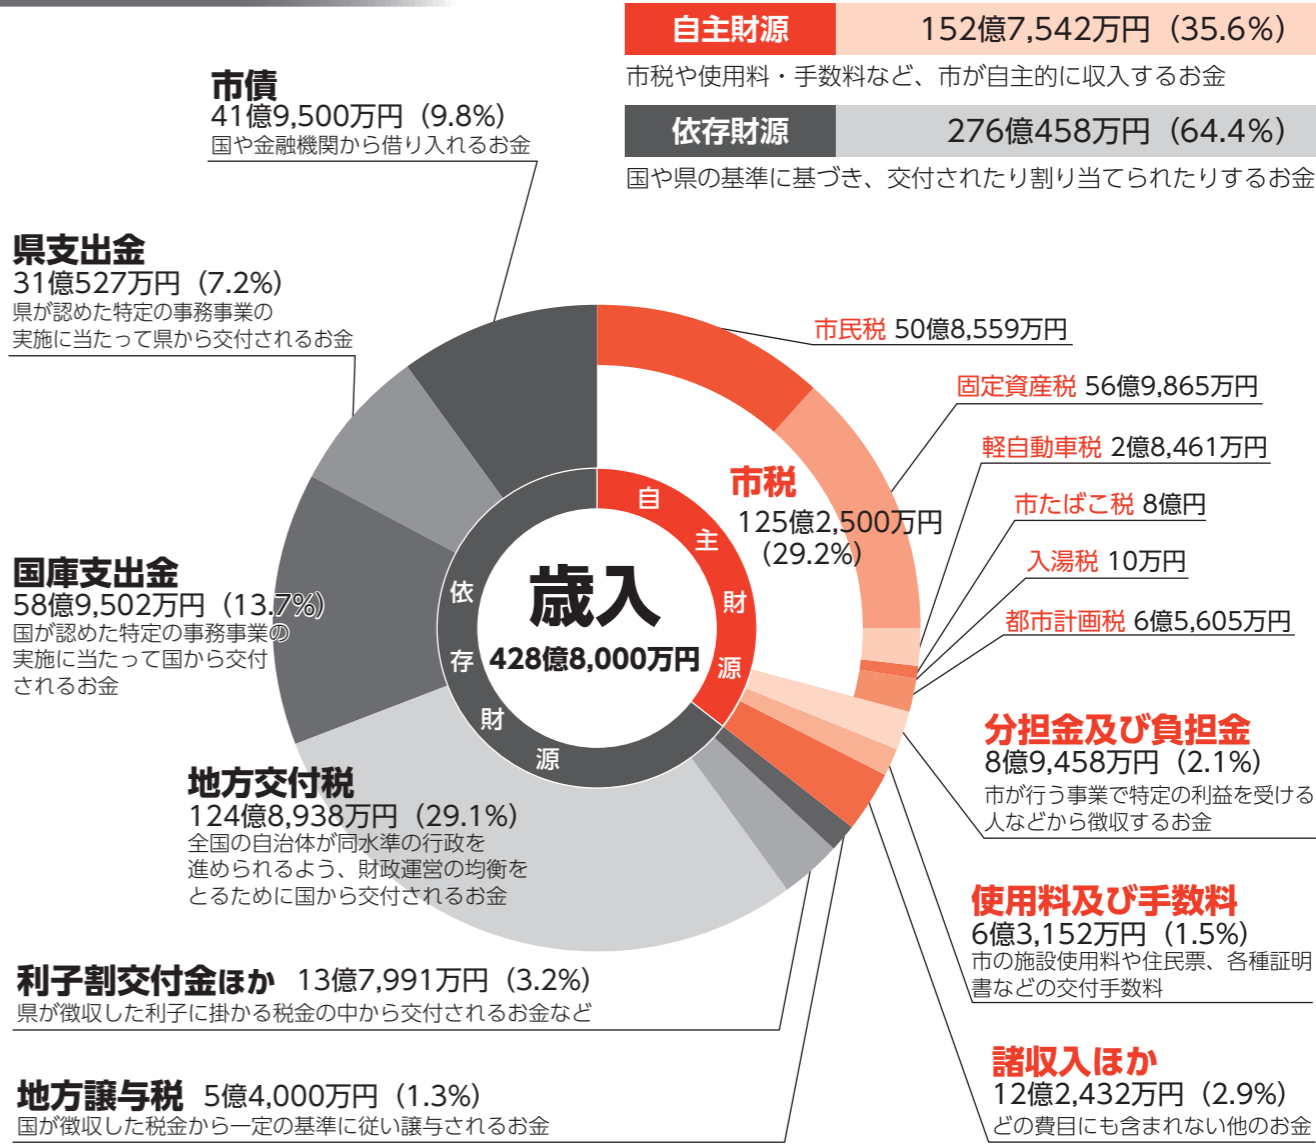 自主財源 152億7,542万円（35.6%）
市税や使用料・手数料など、市が自主的に収入するお金
依存財源 276億458万円（64.4%）
国や県の基準に基づき、交付されたり割り当てられたりするお金
市債
41億9,500万円（9.8%）
国や金融機関から借り入れるお金
県支出金
31億527万円（7.2%）
県が認めた特定の事務事業の
実施に当たって県から交付されるお金
国庫支出金
58億9,502万円（13.7%）
国が認めた特定の事務事業の
実施に当たって国から交付
されるお金
地方交付税
124億8,938万円（29.1%）
全国の自治体が同水準の行政を
進められるよう、財政運営の均衡を
とるために国から交付されるお金
利子割交付金ほか 13億7,991万円（3.2%）
県が徴収した利子に掛かる税金の中から交付されるお金など
地方譲与税 5億4,000万円（1.3%）
国が徴収した税金から一定の基準に従い譲与されるお金
歳入
428億8,000万円
自主財源
依存財源
市税
125億2,500万円
（29.2%）
市民税 50億8,559万円
固定資産税 56億9,865万円
軽自動車税 2億8,461万円
市たばこ税 8億円
入湯税 10万円
都市計画税 6億5,605万円
分担金及び負担金
8億9,458万円（2.1%）
市が行う事業で特定の利益を受ける
人などから徴収するお金
使用料及び手数料
6億3,152万円（1.5%）
市の施設使用料や住民票、各種証明
書などの交付手数料
諸収入ほか
12億2,432万円（2.9%）
どの費目にも含まれない他のお金